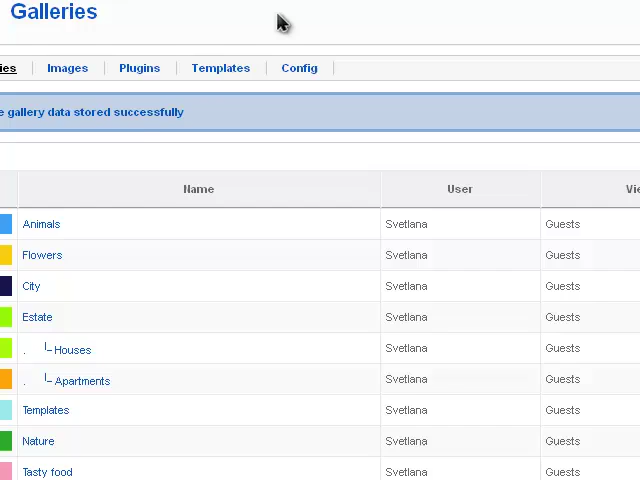 Galleries
ies Images Plugins Templates Config
e gallery data stored successfully
Name User Vie
Animals Svetlana Guests
Flowers Svetlana Guests
City Svetlana Guests
Estate Svetlana Guests
. Houses Svetlana Guests
. Apartments Svetlana Guests
Templates Svetlana Guests
Nature Svetlana Guests
Tasty food Svetlana Guests